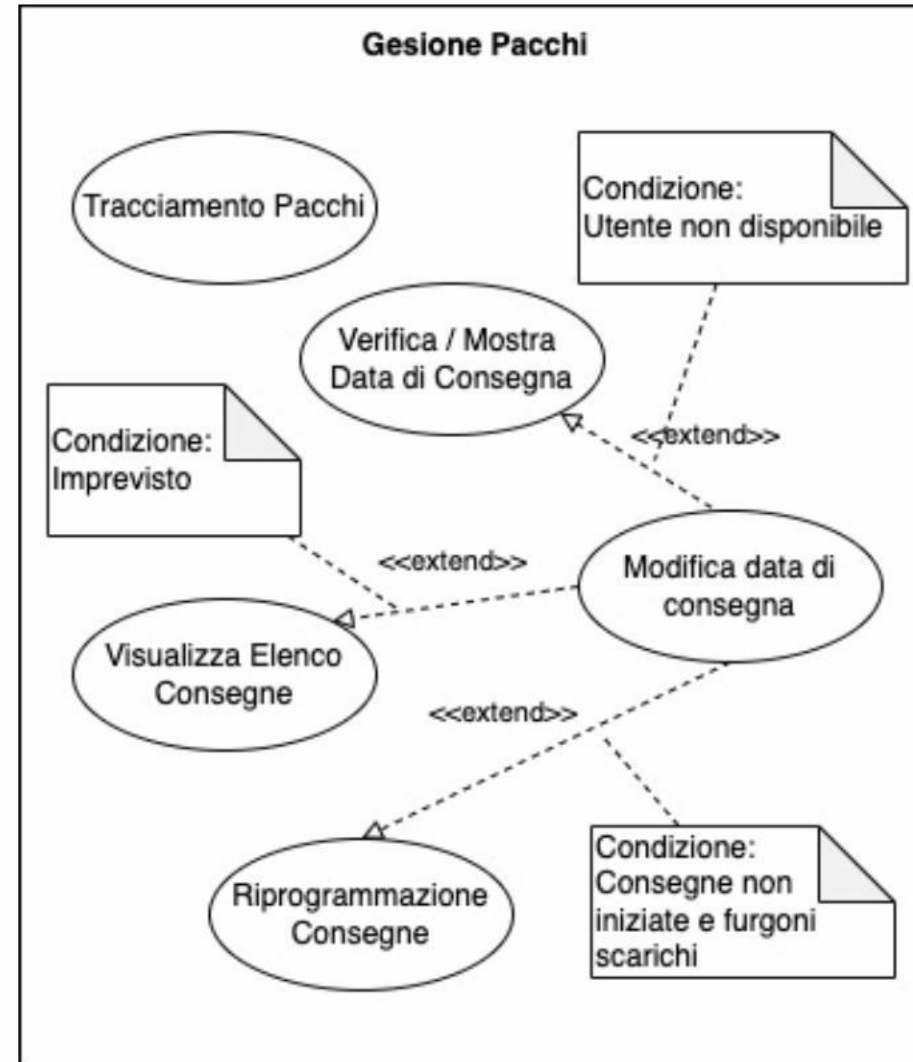 Gesione Pacchi
Tracciamento Pacchi
Condizione:
Utente non disponibile
Verifica / Mostra
Data di Consegna
Condizione:
Imprevisto
<<extend>>
<<extend>>
Modifica data di
consegna
Visualizza Elenco
Consegne
<<extend>>
Riprogrammazione
Consegne
Condizione:
Consegne non
iniziate e furgoni
scarichi